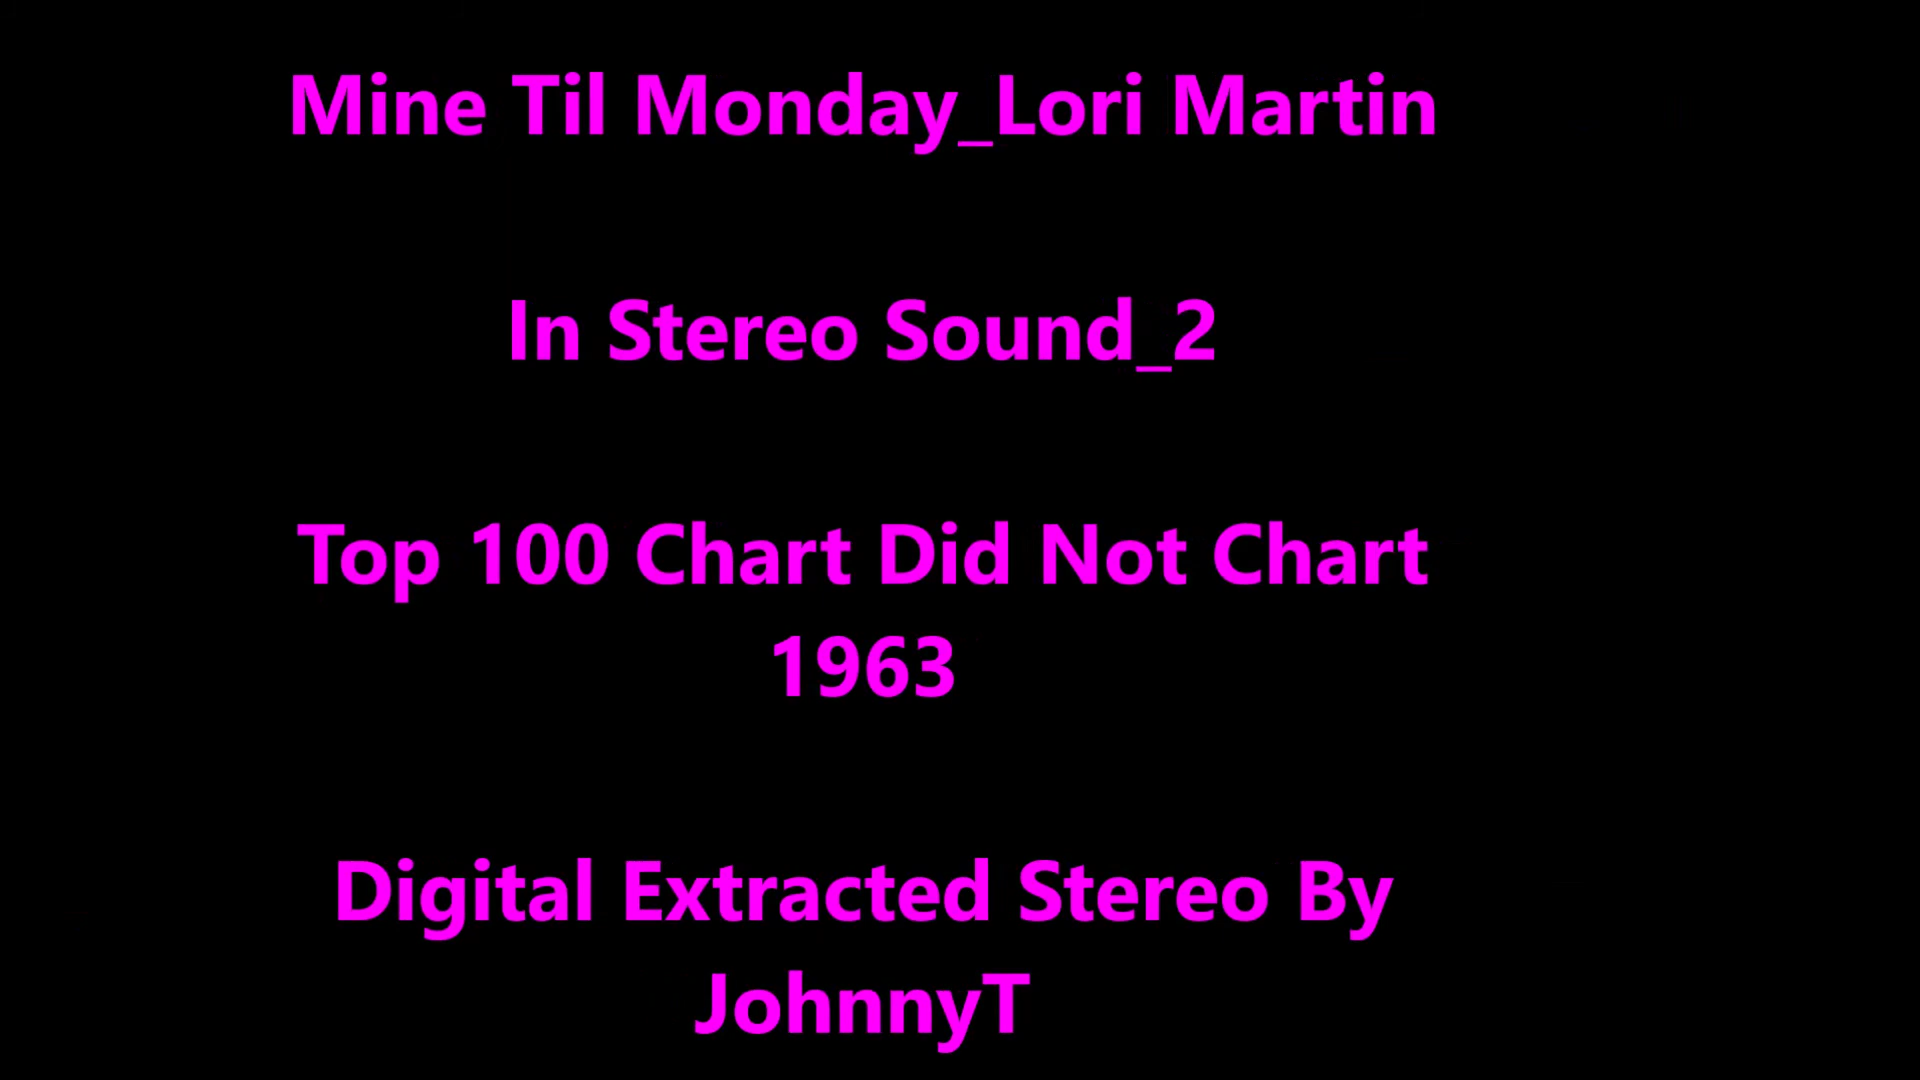 Mine Til Monday_Lori Martin
In Stereo Sound_2
Top 100 Chart Did Not Chart
1963
Digital Extracted Stereo By
JohnnyT